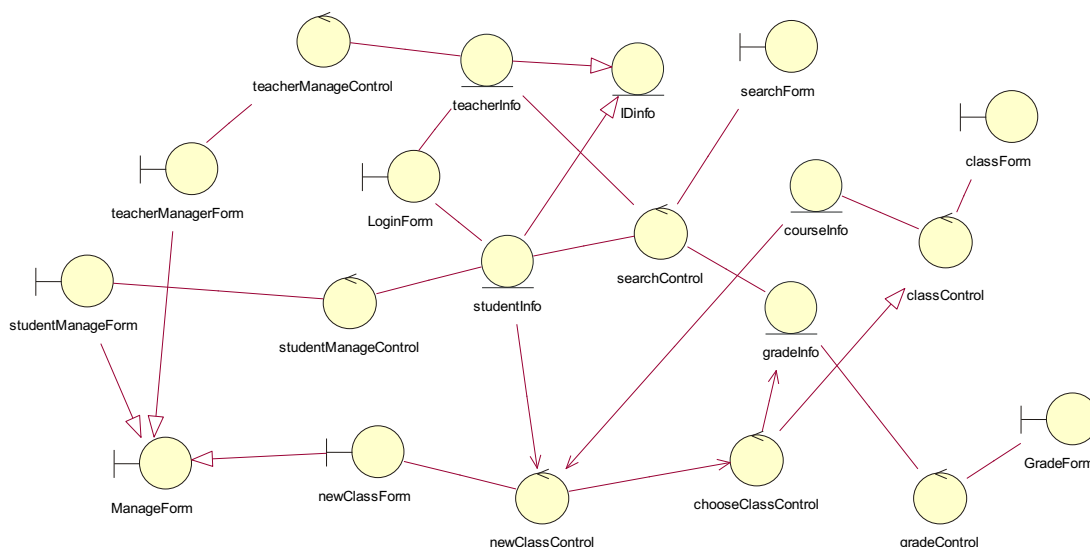 teacherManageControl
teacherInfo
IDinfo
searchForm
classForm
teacherManagerForm
LoginForm
courseInfo
searchControl
classControl
studentManageForm
studentManageControl
studentInfo
gradeInfo
ManageForm
newClassForm
newClassControl
chooseClassControl
GradeForm
gradeControl